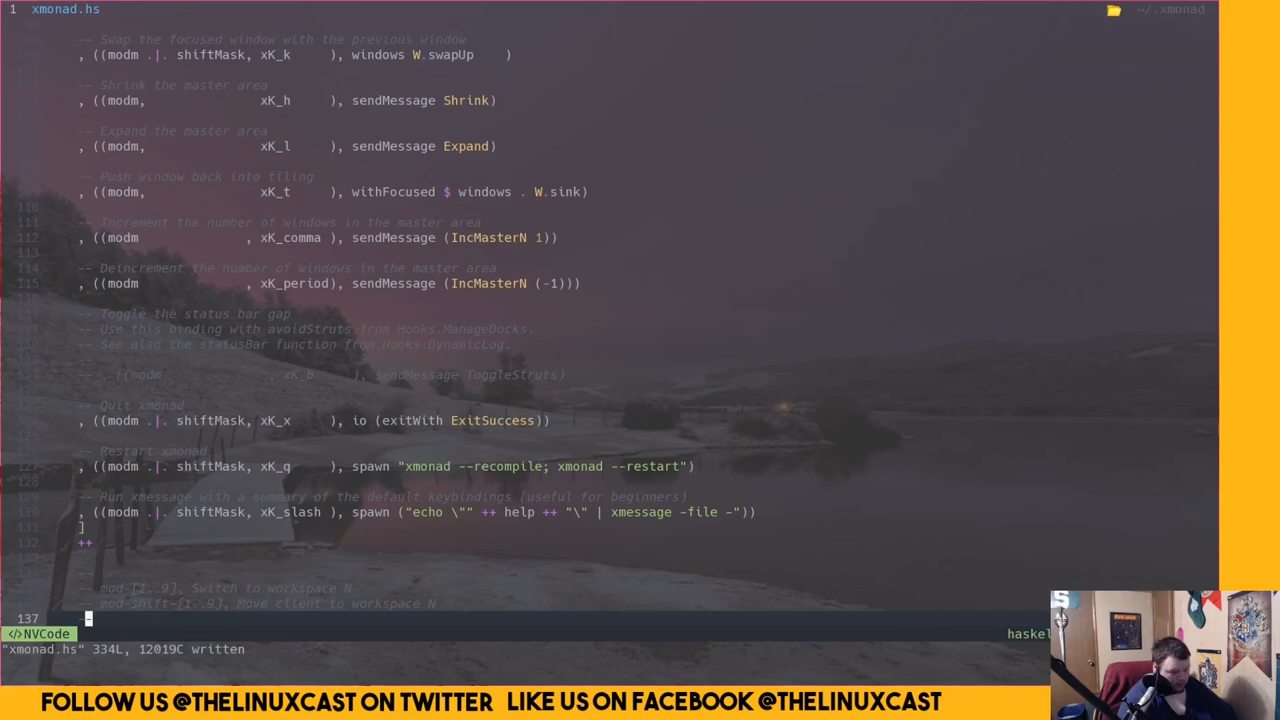 1 xmonad.hs ~/.xmonad
-- Swap the focused window with the previous window
, ((modm .|. shiftMask, xK_k ), windows W.swapUp )
-- Shrink the master area
, ((modm, xK_h ), sendMessage Shrink)
-- Expand the master area
, ((modm, xK_l ), sendMessage Expand)
-- Push window back into tiling
, ((modm, xK_t ), withFocused $ windows . W.sink)
110
111 -- Increment the number of windows in the master area
112 , ((modm , xK_comma ), sendMessage (IncMasterN 1))
113
114 -- Deincrement the number of windows in the master area
115 , ((modm , xK_period), sendMessage (IncMasterN (-1)))
-- Toggle the status bar gap
-- Use this binding with avoidStruts from Hooks.ManageDocks.
-- See also the statusBar function from Hooks.DynamicLog.
--
-- , ((modm , xK_b ), sendMessage ToggleStruts)
-- Quit xmonad
, ((modm .|. shiftMask, xK_x ), io (exitWith ExitSuccess))
-- Restart xmonad
127 , ((modm .|. shiftMask, xK_q ), spawn "xmonad --recompile; xmonad --restart")
128
129 -- Run xmessage with a summary of the default keybindings (useful for beginners)
130 , ((modm .|. shiftMask, xK_slash ), spawn ("echo \"" ++ help ++ "\" | xmessage -file -"))
131 ]
132 ++
-- mod-[1..9], Switch to workspace N
-- mod-shift-[1..9], Move client to workspace N
137 --
</>NVCode haskel
"xmonad.hs" 334L, 12019C written
FOLLOW US @THELINUXCAST ON TWITTER LIKE US ON FACEBOOK @THELINUXCAST